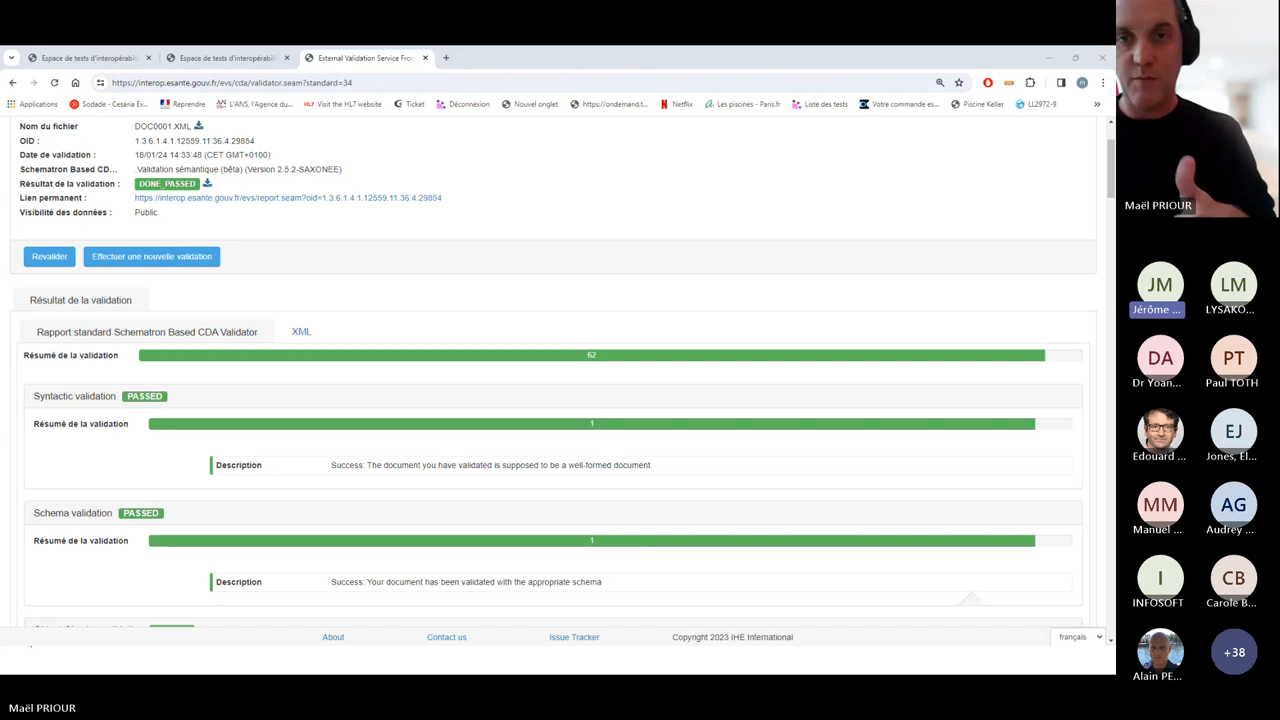 Espace de tests d'interopérabil
Espace de tests d'interopérabil
External Validation Service Fro
https://interop.esante.gouv.fr/evs/cda/validator.seam?standard=34
Applications
Sodade - Cesária Év...
Reprendre
L'ANS, l'Agence du...
Visit the HL7 website
Ticket
Déconnexion
Nouvel onglet
https://ondemand.t...
Netflix
Les piscines - Paris.fr
Liste des tests
Votre commande es...
Piscine Keller
LL2972-9
»
Nom du fichier DOC0001.XML
OID : 1.3.6.1.4.1.12559.11.36.4.29854
Date de validation : 18/01/24 14:33:48 (CET GMT+0100)
Schematron Based CD... .Validation sémantique (bêta) (Version 2.5.2-SAXONEE)
Résultat de la validation : DONE_PASSED
Lien permanent : https://interop.esante.gouv.fr/evs/report.seam?oid=1.3.6.1.4.1.12559.11.36.4.29854
Visibilité des données : Public
Revalider
Effectuer une nouvelle validation
Résultat de la validation
Rapport standard Schematron Based CDA Validator
XML
Résumé de la validation 62
Syntactic validation PASSED
Résumé de la validation 1
Description Success: The document you have validated is supposed to be a well-formed document.
Schema validation PASSED
Résumé de la validation 1
Description Success: Your document has been validated with the appropriate schema
About
Contact us
Issue Tracker
Copyright 2023 IHE International
français
Maël PRIOUR
JM
Jérôme ...
LM
LYSAKO...
DA
Dr Yoan...
PT
Paul TOTH
Edouard ...
EJ
Jones, El...
MM
Manuel ...
AG
Audrey ...
I
INFOSOFT
CB
Carole B...
Alain PE...
+38
Maël PRIOUR